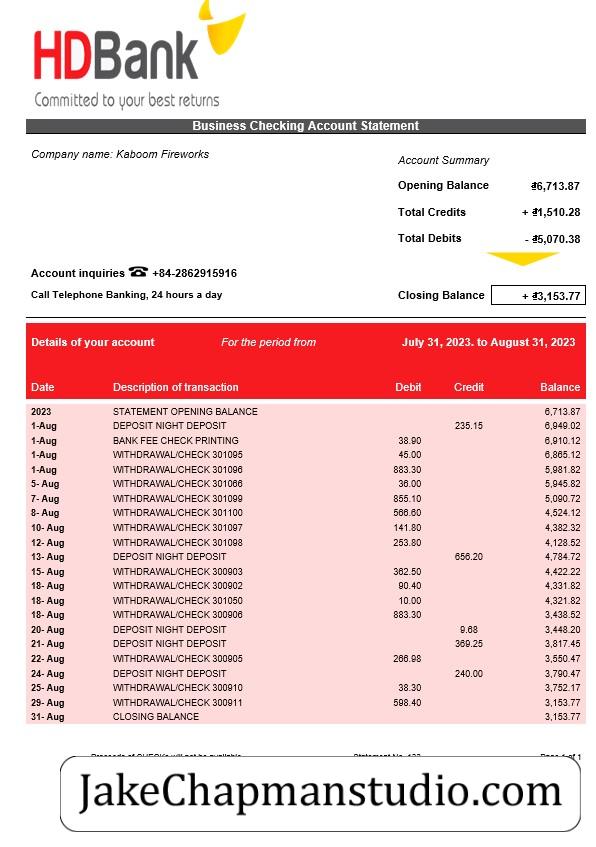 HDBank
Committed to your best returns
Business Checking Account Statement
Company name: Kaboom Fireworks
Account Summary
Opening Balance ₫6,713.87
Total Credits + ₫1,510.28
Total Debits - ₫5,070.38
Account inquiries ☎ +84-2862915916
Call Telephone Banking, 24 hours a day
Closing Balance + ₫3,153.77
Details of your account For the period from July 31, 2023. to August 31, 2023
Date Description of transaction Debit Credit Balance
2023 STATEMENT OPENING BALANCE 6,713.87
1-Aug DEPOSIT NIGHT DEPOSIT 235.15 6,949.02
1-Aug BANK FEE CHECK PRINTING 38.90 6,910.12
1-Aug WITHDRAWAL/CHECK 301095 45.00 6,865.12
1-Aug WITHDRAWAL/CHECK 301096 883.30 5,981.82
5- Aug WITHDRAWAL/CHECK 301066 36.00 5,945.82
7- Aug WITHDRAWAL/CHECK 301099 855.10 5,090.72
8- Aug WITHDRAWAL/CHECK 301100 566.60 4,524.12
10- Aug WITHDRAWAL/CHECK 301097 141.80 4,382.32
12- Aug WITHDRAWAL/CHECK 301098 253.80 4,128.52
13- Aug DEPOSIT NIGHT DEPOSIT 656.20 4,784.72
15- Aug WITHDRAWAL/CHECK 300903 362.50 4,422.22
18- Aug WITHDRAWAL/CHECK 300902 90.40 4,331.82
18- Aug WITHDRAWAL/CHECK 301050 10.00 4,321.82
18- Aug WITHDRAWAL/CHECK 300906 883.30 3,438.52
20- Aug DEPOSIT NIGHT DEPOSIT 9.68 3,448.20
21- Aug DEPOSIT NIGHT DEPOSIT 369.25 3,817.45
22- Aug WITHDRAWAL/CHECK 300905 266.98 3,550.47
24- Aug DEPOSIT NIGHT DEPOSIT 240.00 3,790.47
25- Aug WITHDRAWAL/CHECK 300910 38.30 3,752.17
29- Aug WITHDRAWAL/CHECK 300911 598.40 3,153.77
31- Aug CLOSING BALANCE 3,153.77
Proceeds of CHECKs will not be available Statement No. Page 1 of 1
JakeChapmanstudio.com